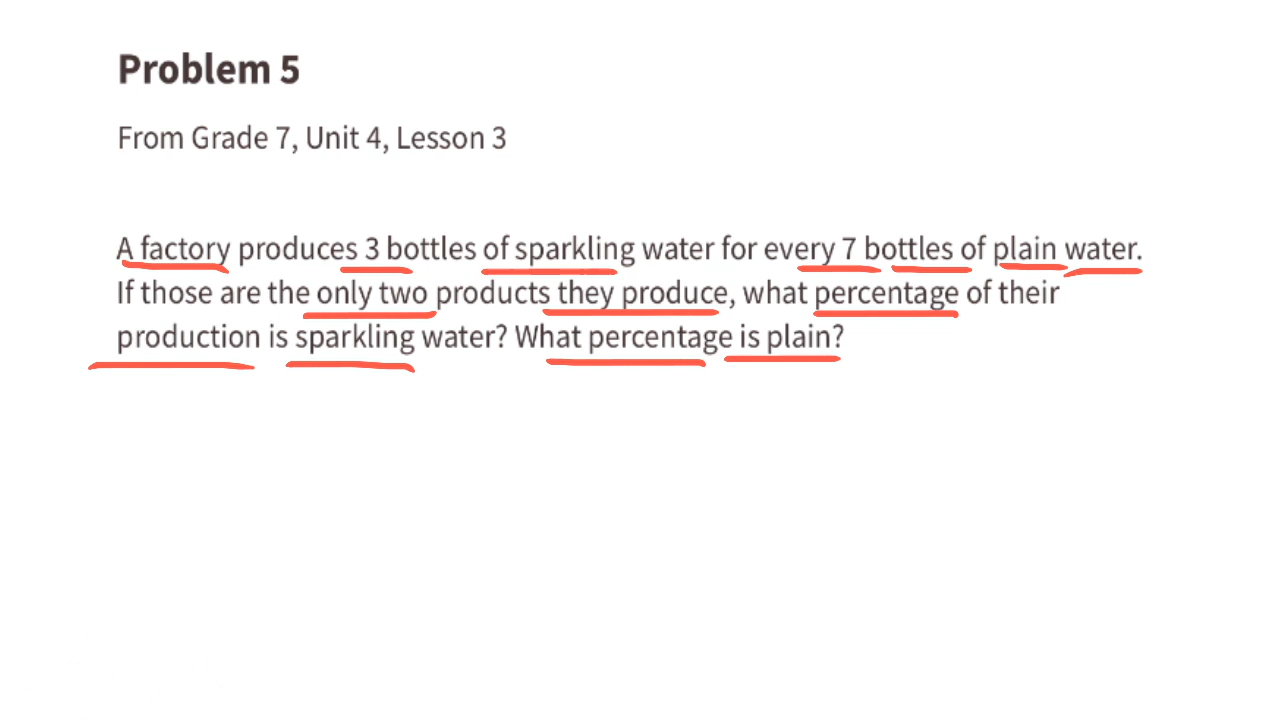 Problem 5
From Grade 7, Unit 4, Lesson 3
A factory produces 3 bottles of sparkling water for every 7 bottles of plain water.
If those are the only two products they produce, what percentage of their
production is sparkling water? What percentage is plain?